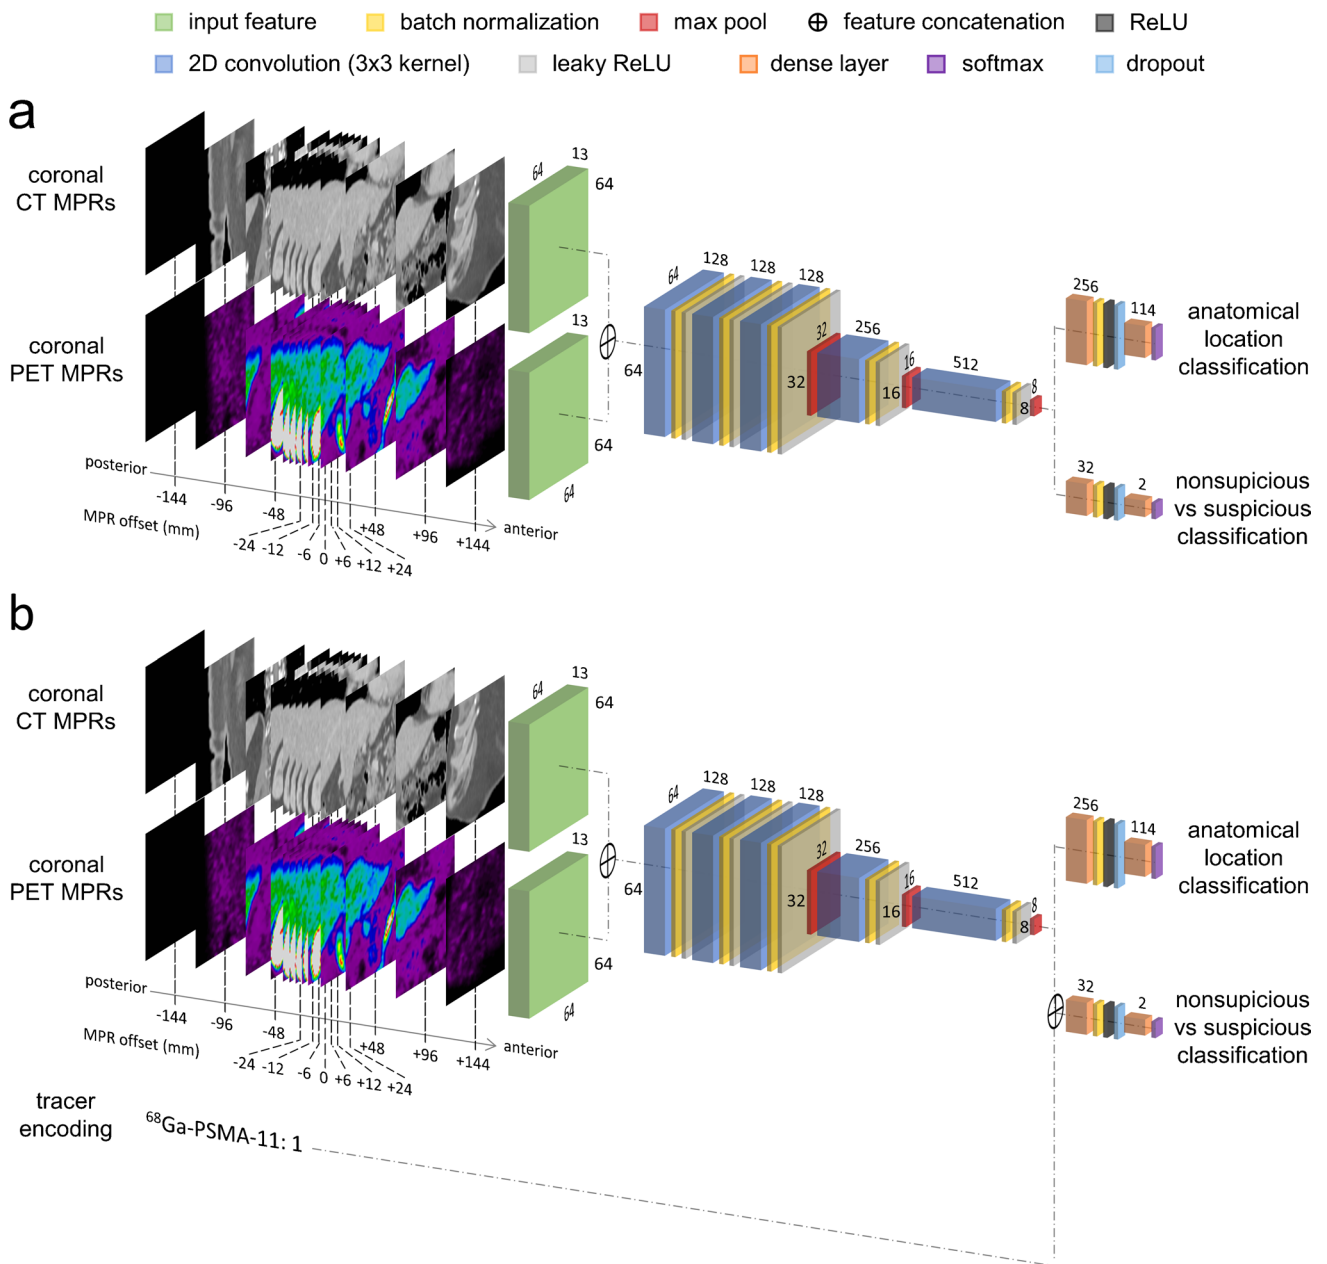 input feature
batch normalization
max pool
feature concatenation
ReLU
2D convolution (3x3 kernel)
leaky ReLU
dense layer
softmax
dropout
a
coronal
CT MPRs
coronal
PET MPRs
posterior
-144
-96
-48
-24
-12
-6
0
+6
+12
+24
+48
+96
+144
anterior
MPR offset (mm)
64
13
64
13
64
64
64
128
128
128
64
32
32
256
16
16
512
8
8
256
114
anatomical
location
classification
32
2
nonsupicious
vs suspicious
classification
b
coronal
CT MPRs
coronal
PET MPRs
posterior
-144
-96
-48
-24
-12
-6
0
+6
+12
+24
+48
+96
+144
anterior
MPR offset (mm)
64
13
64
13
64
64
64
128
128
128
64
32
32
256
16
16
512
8
8
256
114
anatomical
location
classification
32
2
nonsupicious
vs suspicious
classification
tracer
encoding
⁶⁸Ga-PSMA-11: 1